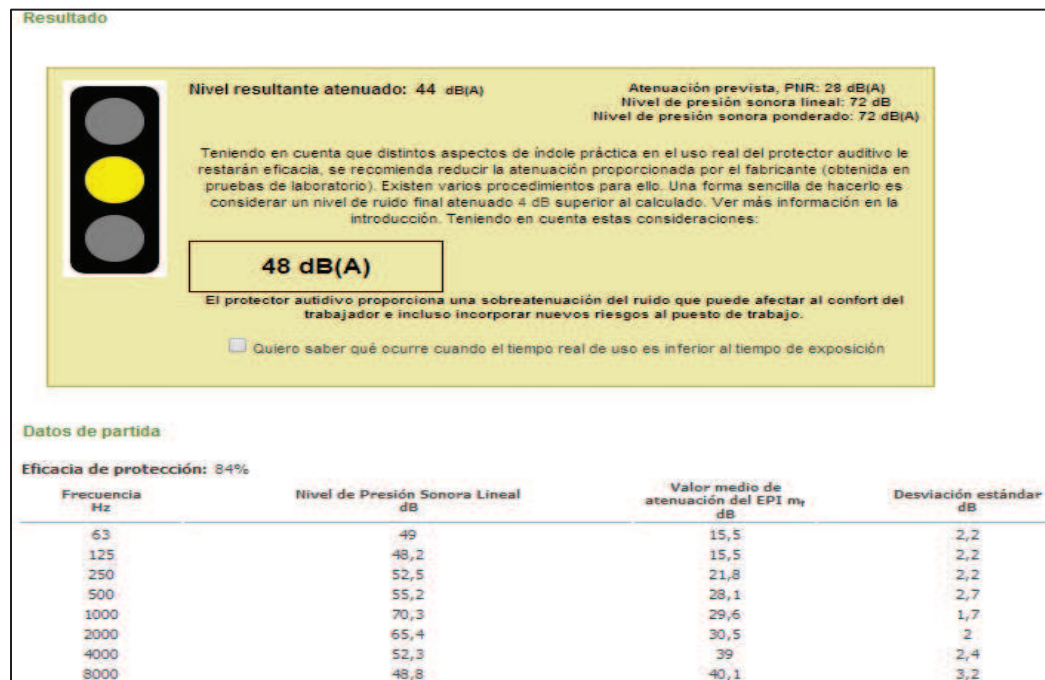 Resultado
Nivel resultante atenuado: 44 dB(A)
Atenuación prevista, PNR: 28 dB(A)
Nivel de presión sonora lineal: 72 dB
Nivel de presión sonora ponderado: 72 dB(A)
Teniendo en cuenta que distintos aspectos de índole práctica en el uso real del protector auditivo le
restarán eficacia, se recomienda reducir la atenuación proporcionada por el fabricante (obtenida en
pruebas de laboratorio). Existen varios procedimientos para ello. Una forma sencilla de hacerlo es
considerar un nivel de ruido final atenuado 4 dB superior al calculado. Ver más información en la
introducción. Teniendo en cuenta estas consideraciones:
48 dB(A)
El protector autidivo proporciona una sobreatenuación del ruido que puede afectar al confort del
trabajador e incluso incorporar nuevos riesgos al puesto de trabajo.
Quiero saber qué ocurre cuando el tiempo real de uso es inferior al tiempo de exposición
Datos de partida
Eficacia de protección: 84%
Frecuencia Hz Nivel de Presión Sonora Lineal dB Valor medio de atenuación del EPI mf dB Desviación estándar dB
63 49 15,5 2,2
125 48,2 15,5 2,2
250 52,5 21,8 2,2
500 55,2 28,1 2,7
1000 70,3 29,6 1,7
2000 65,4 30,5 2
4000 52,3 39 2,4
8000 48,8 40,1 3,2